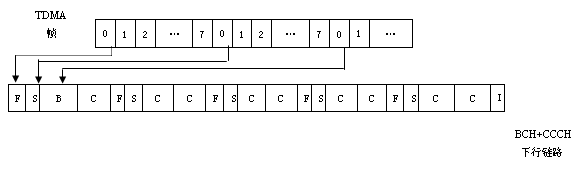 TDMA
帧
0 1 2 … 7 0 1 2 … 7 0 1 …
F S B C F S C C F S C C F S C C F S C C I
BCH+CCCH
下行链路